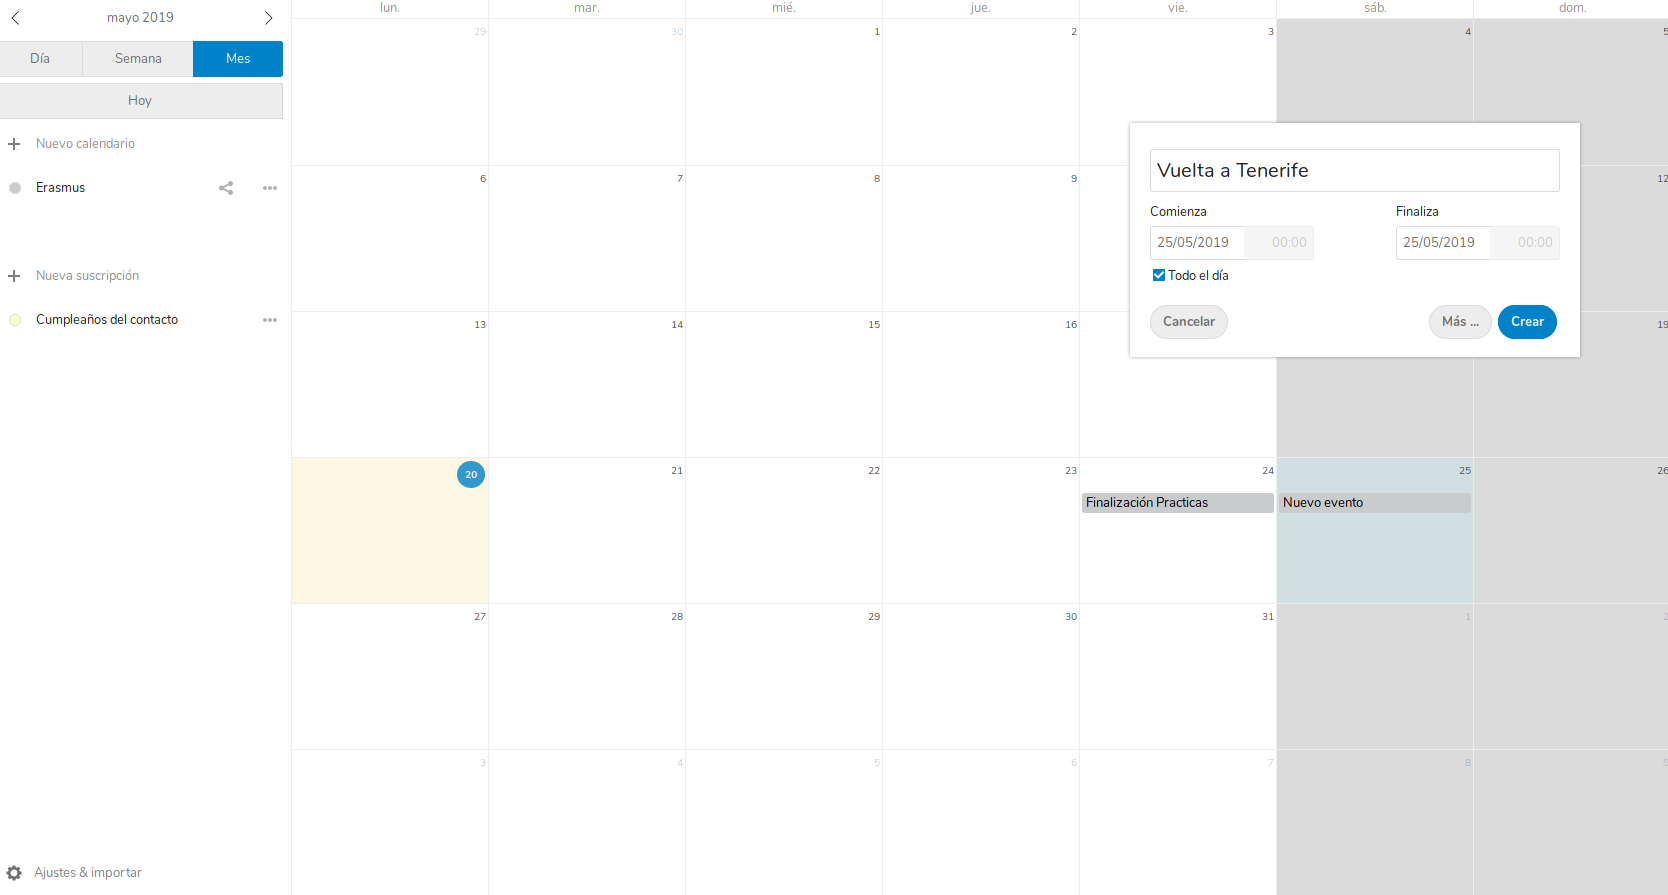 mayo 2019
Día Semana Mes
Hoy
Nuevo calendario
Erasmus
Nueva suscripción
Cumpleaños del contacto
Ajustes & importar
lun. mar. mié. jue. vie. sáb. dom.
29 30 1 2 3 4 5
6 7 8 9 12
13 14 15 16 19
20 21 22 23 24 25 26
Finalización Practicas Nuevo evento
27 28 29 30 31 1 2
3 4 5 6 7 8 9
Vuelta a Tenerife
Comienza Finaliza
25/05/2019 00:00 25/05/2019 00:00
Todo el día
Cancelar Más ... Crear